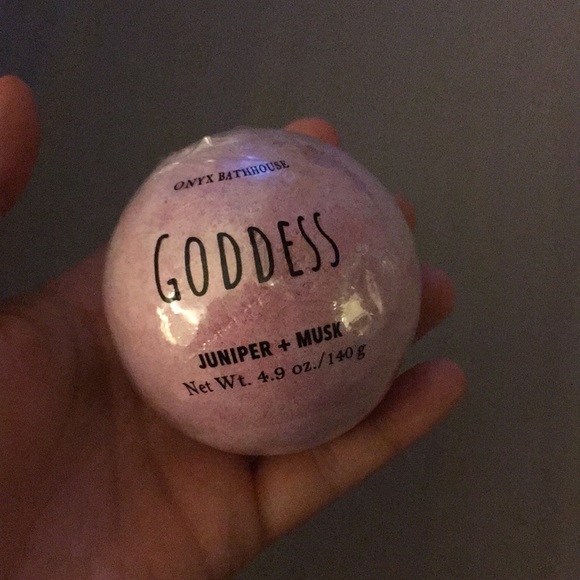 ONYX BATHHOUSE
GODDESS
JUNIPER + MUSK
Net Wt. 4.9 oz./140 g